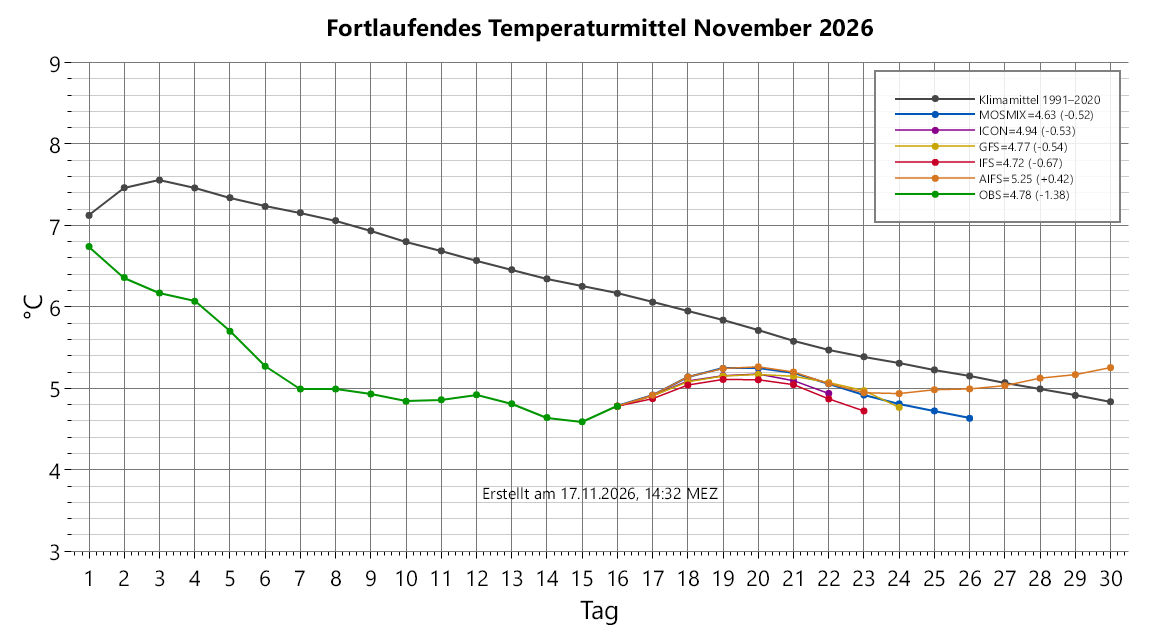 Fortlaufendes Temperaturmittel November 2026
Klimamittel 1991–2020
MOSMIX=4.63 (-0.52)
ICON=4.94 (-0.53)
GFS=4.77 (-0.54)
IFS=4.72 (-0.67)
AIFS=5.25 (+0.42)
OBS=4.78 (-1.38)
9
8
7
6
5
4
3
°C
Erstellt am 17.11.2026, 14:32 MEZ
1 2 3 4 5 6 7 8 9 10 11 12 13 14 15 16 17 18 19 20 21 22 23 24 25 26 27 28 29 30
Tag